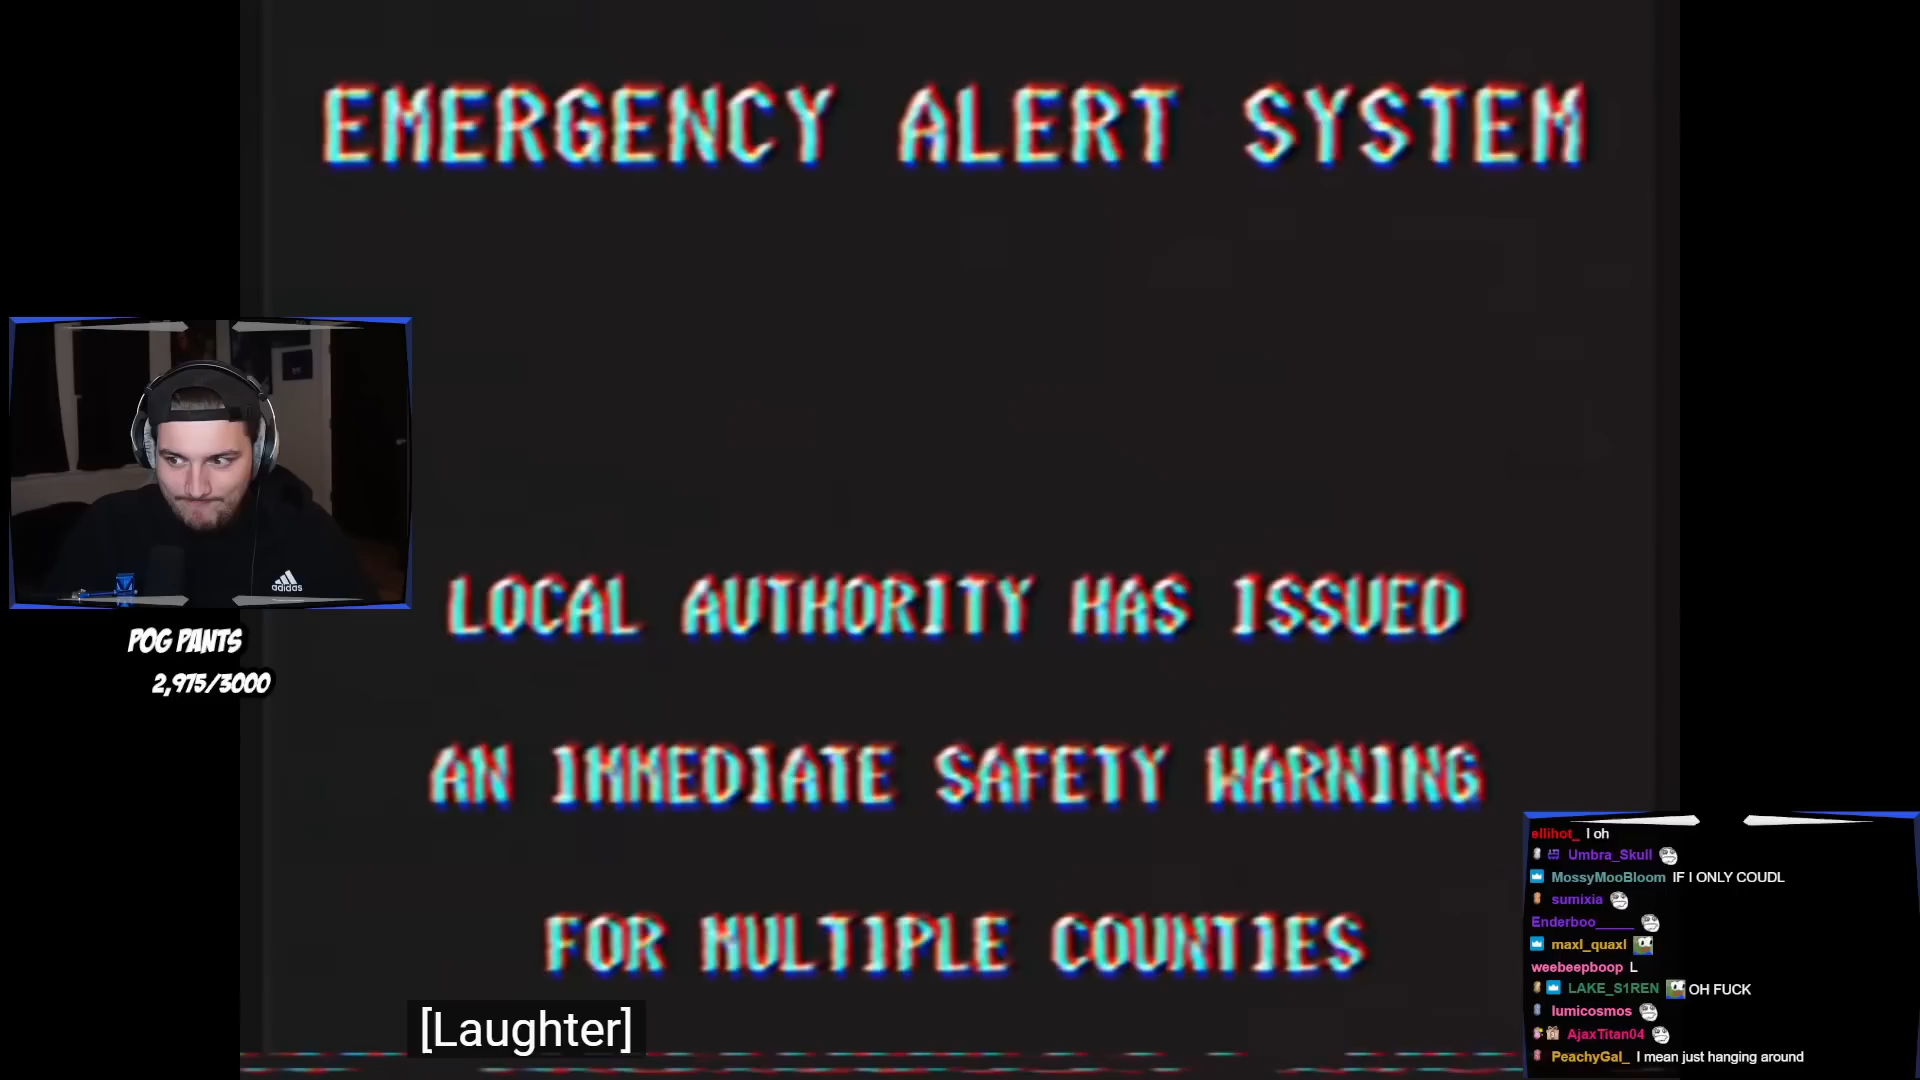 EMERGENCY ALERT SYSTEM
LOCAL AUTHORITY HAS ISSUED
AN IMMEDIATE SAFETY WARNING
FOR MULTIPLE COUNTIES
adidas
POG PANTS
2,975/3000
[Laughter]
ellihot_ I oh
Umbra_Skull
MossyMooBloom IF I ONLY COUDL
sumixia
Enderboo_____
maxl_quaxl
weebeepboop L
LAKE_S1REN OH FUCK
lumicosmos
AjaxTitan04
PeachyGal_ I mean just hanging around